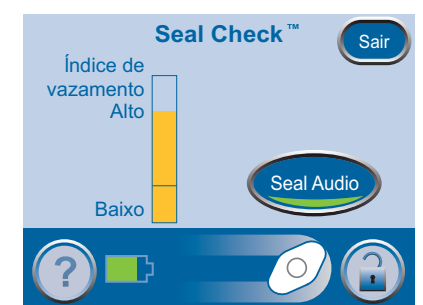 Seal Check™
Sair
Índice de
vazamento
Alto
Seal Audio
Baixo
?